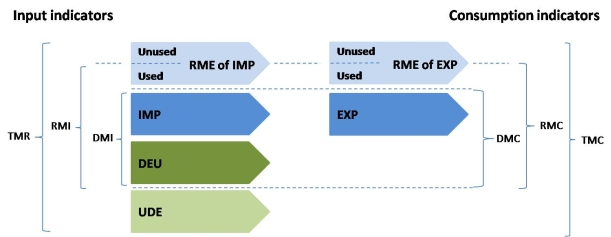 Input indicators
Consumption indicators
Unused
RME of IMP
Used
Unused
RME of EXP
Used
IMP
EXP
DEU
UDE
TMR
RMI
DMI
DMC
RMC
TMC